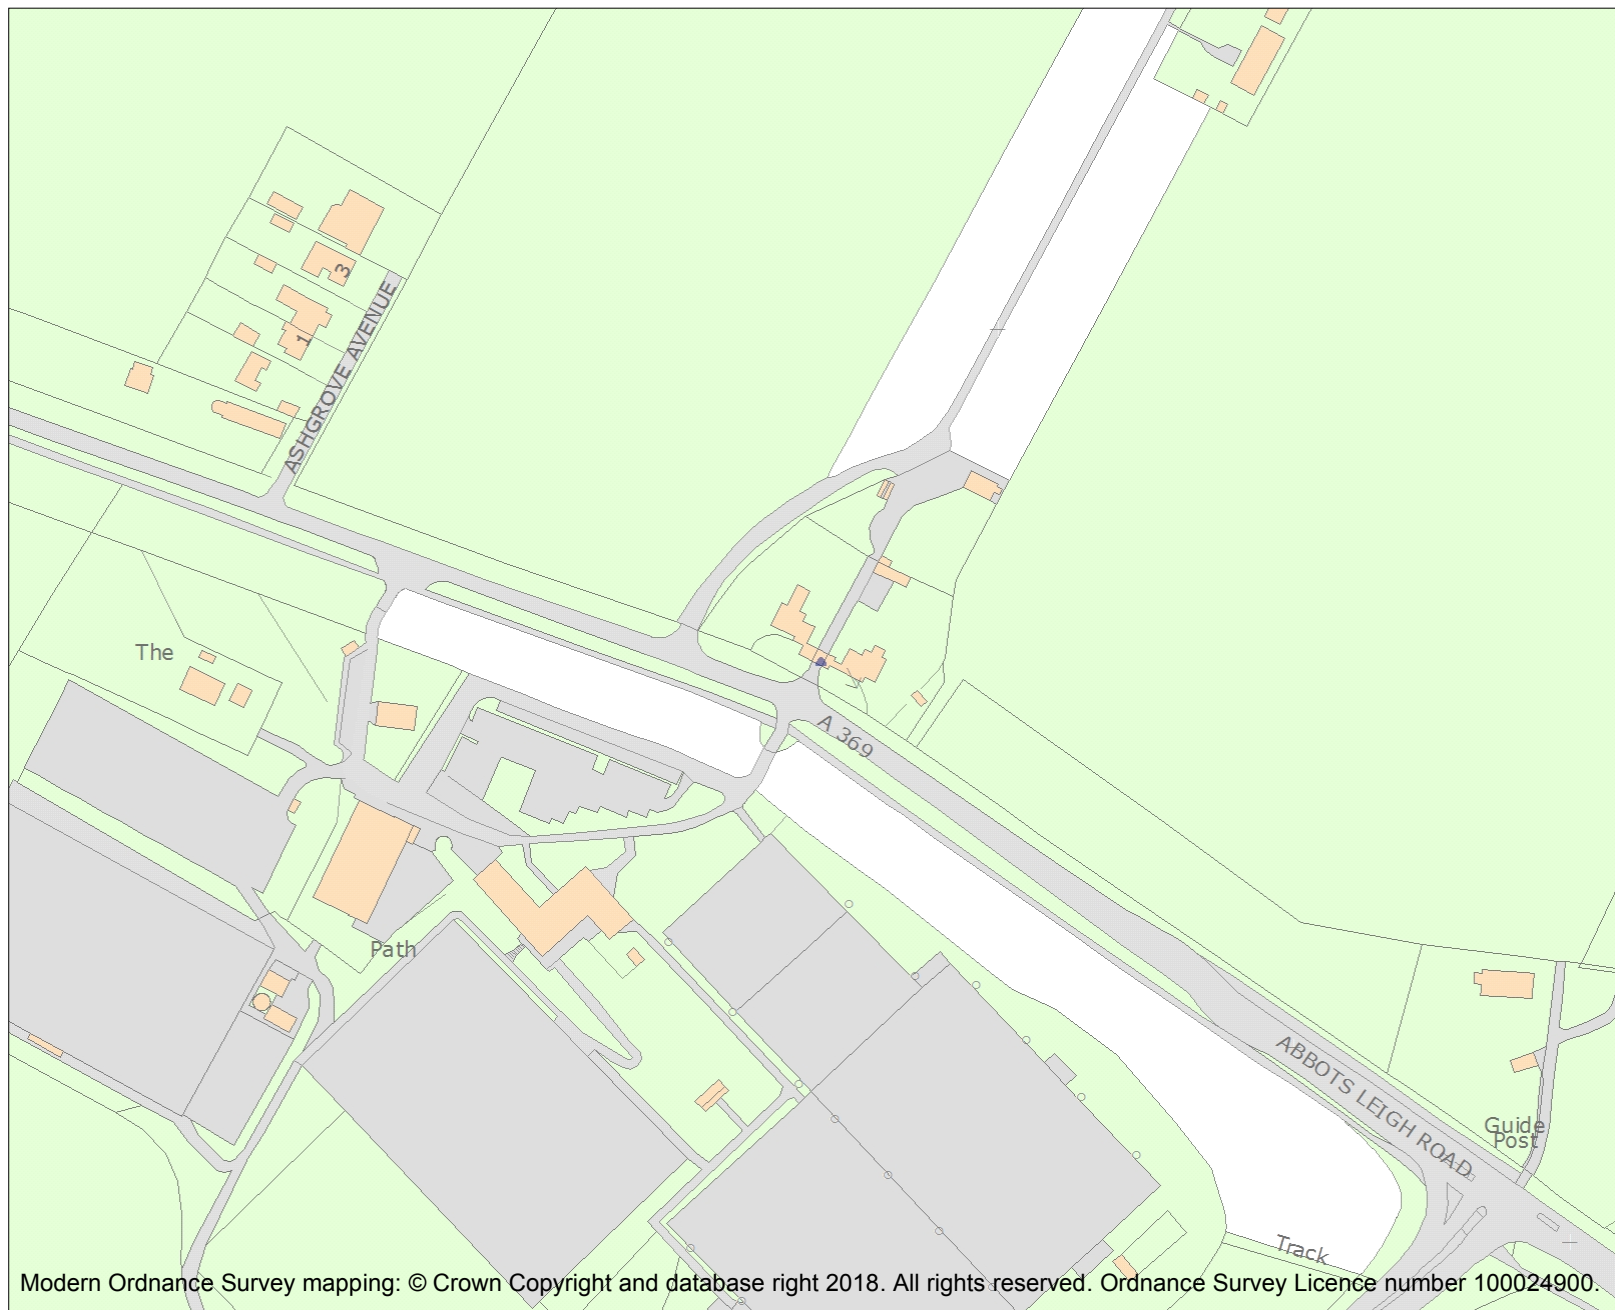 3
1
ASHGROVE AVENUE
The
A 369
Path
ABBOTS LEIGH ROAD
Guide
Post
Track
Modern Ordnance Survey mapping: © Crown Copyright and database right 2018. All rights reserved. Ordnance Survey Licence number 100024900.